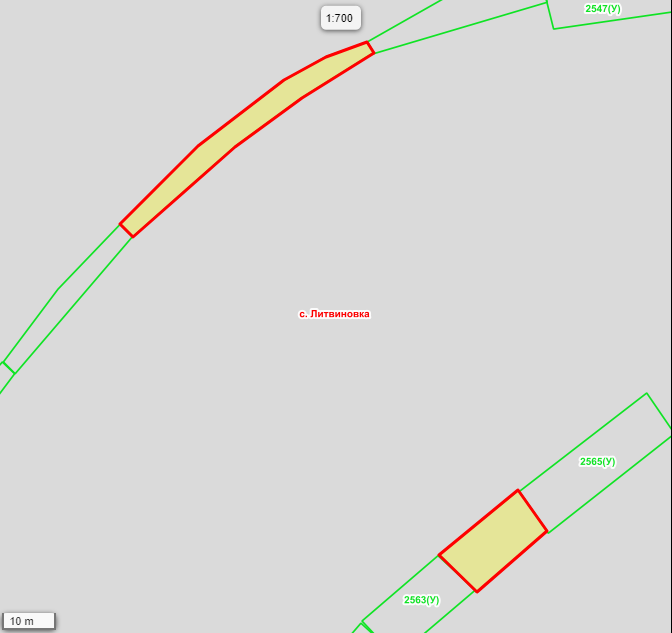 2547(У)
1:700
с. Литвиновка
2565(У)
2563(У)
10 m